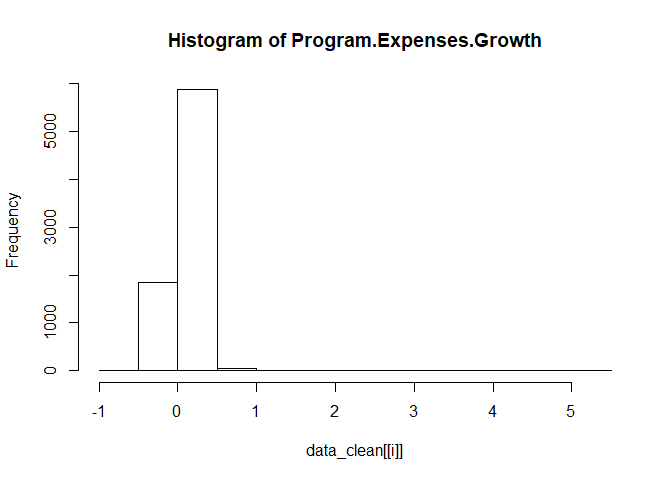 Histogram of Program.Expenses.Growth
Frequency
5000
3000
1000
0
-1 0 1 2 3 4 5
data_clean[[i]]